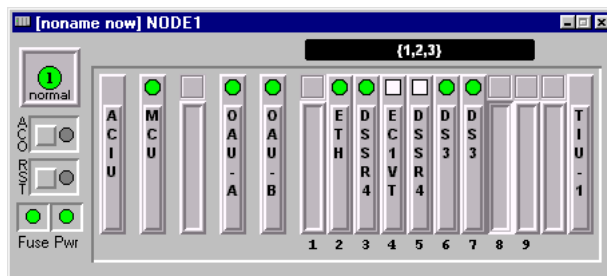 [noname now] NODE1
{1,2,3}
1
normal
ACO
RST
Fuse Pwr
ACIU
MCU
OAU-A
OAU-B
ETH
DSSR4
EC1VT
DSSR4
DS3
DS3
TIU-1
1 2 3 4 5 6 7 8 9